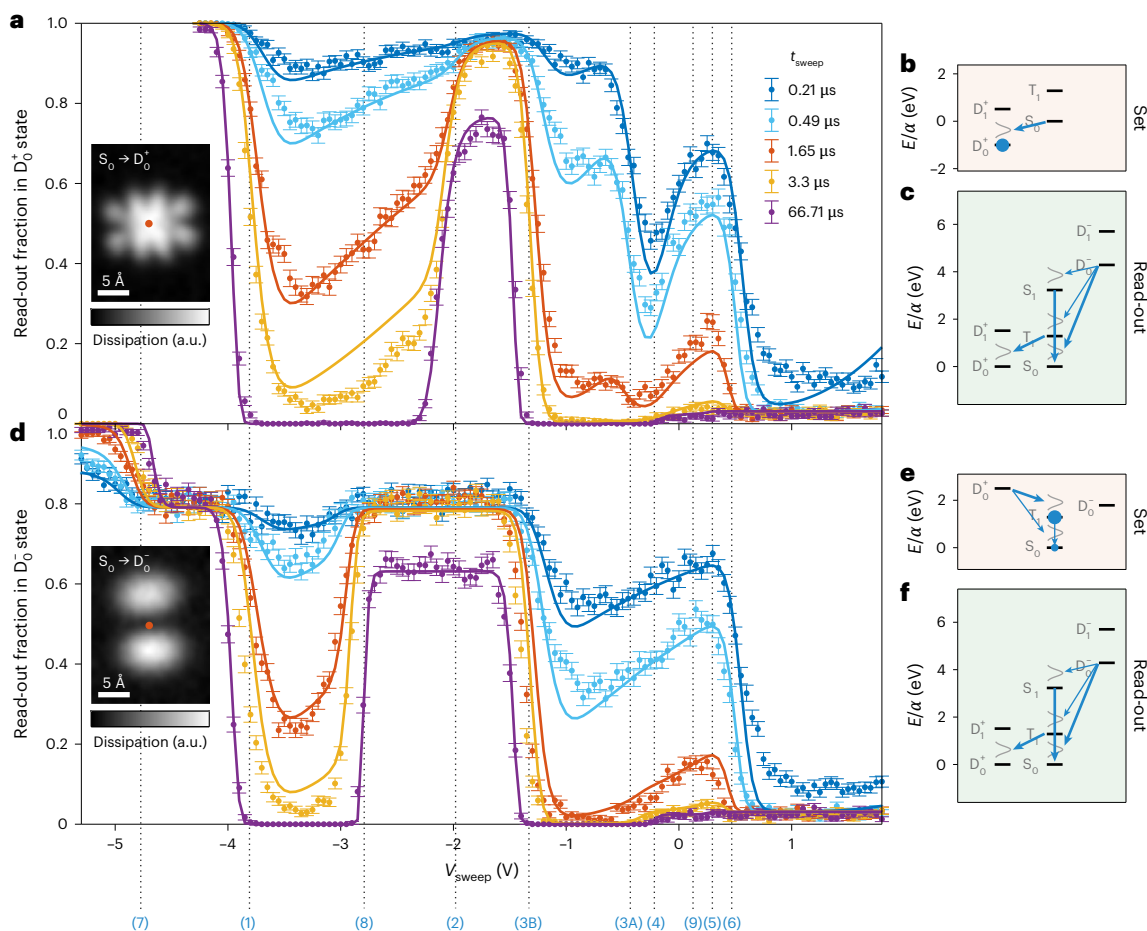 a
Read-out fraction in D₀⁺ state
1.0
0.8
0.6
0.4
0.2
0
S₀ → D₀⁺
5 Å
Dissipation (a.u.)
t_sweep
0.21 μs
0.49 μs
1.65 μs
3.3 μs
66.71 μs
b
E/α (eV)
2
0
−2
T₁
D₁⁺
S₀
D₀⁺
Set
c
E/α (eV)
6
4
2
0
D₁⁻
D₀⁻
S₁
D₁⁺
T₁
D₀⁺
S₀
Read-out
d
Read-out fraction in D₀⁻ state
1.0
0.8
0.6
0.4
0.2
0
S₀ → D₀⁻
5 Å
Dissipation (a.u.)
−5
−4
−3
−2
−1
0
1
V_sweep (V)
(7)
(1)
(8)
(2)
(3B)
(3A)
(4)
(9)
(5)
(6)
e
E/α (eV)
2
0
D₀⁺
T₁
D₀⁻
S₀
Set
f
E/α (eV)
6
4
2
0
D₁⁻
D₀⁻
S₁
D₁⁺
T₁
D₀⁺
S₀
Read-out